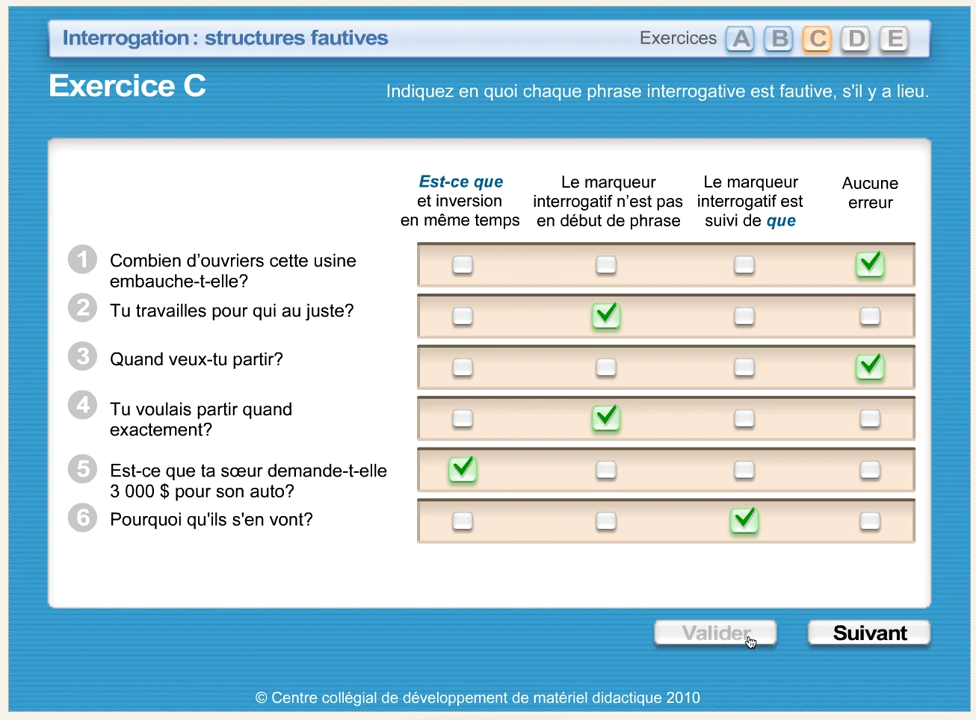 Interrogation : structures fautives
Exercices A B C D E
Exercice C
Indiquez en quoi chaque phrase interrogative est fautive, s'il y a lieu.
Est-ce que
et inversion
en même temps
Le marqueur
interrogatif n'est pas
en début de phrase
Le marqueur
interrogatif est
suivi de que
Aucune
erreur
1 Combien d'ouvriers cette usine
embauche-t-elle?
2 Tu travailles pour qui au juste?
3 Quand veux-tu partir?
4 Tu voulais partir quand
exactement?
5 Est-ce que ta sœur demande-t-elle
3 000 $ pour son auto?
6 Pourquoi qu'ils s'en vont?
Valider
Suivant
© Centre collégial de développement de matériel didactique 2010